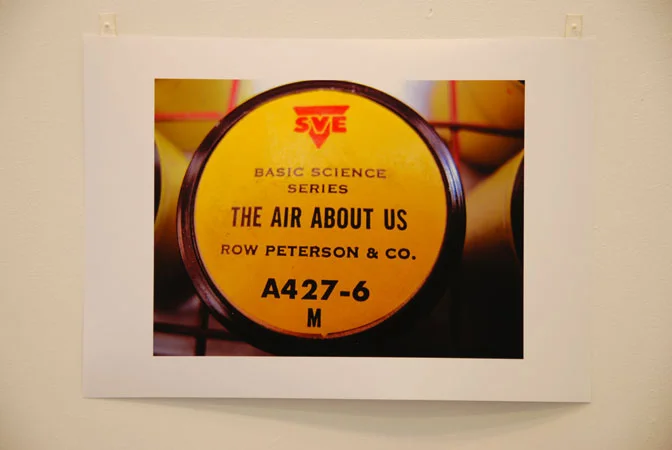 SVE
BASIC SCIENCE
SERIES
THE AIR ABOUT US
ROW PETERSON & CO.
A427-6
M